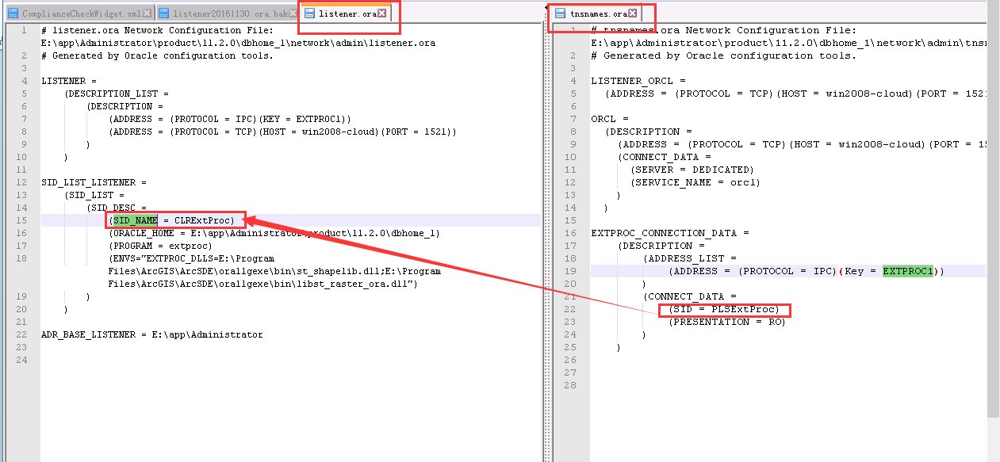 ComplianceCheckWidget.xml
listener20161130.ora.bak
listener.ora
1 # listener.ora Network Configuration File:
E:\app\Administrator\product\11.2.0\dbhome_1\network\admin\listener.ora
2 # Generated by Oracle configuration tools.
3
4 LISTENER =
5 (DESCRIPTION_LIST =
6 (DESCRIPTION =
7 (ADDRESS = (PROTOCOL = IPC)(KEY = EXTPROC1))
8 (ADDRESS = (PROTOCOL = TCP)(HOST = win2008-cloud)(PORT = 1521))
9 )
10 )
11
12 SID_LIST_LISTENER =
13 (SID_LIST =
14 (SID_DESC =
15 (SID_NAME = CLRExtProc)
16 (ORACLE_HOME = E:\app\Administrator\product\11.2.0\dbhome_1)
17 (PROGRAM = extproc)
18 (ENVS="EXTPROC_DLLS=E:\Program
Files\ArcGIS\ArcSDE\orallgexe\bin\st_shapelib.dll;E:\Program
Files\ArcGIS\ArcSDE\orallgexe\bin\libst_raster_ora.dll")
19 )
20 )
21
22 ADR_BASE_LISTENER = E:\app\Administrator
23
24
tnsnames.ora
1 # tnsnames.ora Network Configuration File:
E:\app\Administrator\product\11.2.0\dbhome_1\network\admin\tnsn
2 # Generated by Oracle configuration tools.
3
4 LISTENER_ORCL =
5 (ADDRESS = (PROTOCOL = TCP)(HOST = win2008-cloud)(PORT = 1521
6
7 ORCL =
8 (DESCRIPTION =
9 (ADDRESS = (PROTOCOL = TCP)(HOST = win2008-cloud)(PORT = 15
10 (CONNECT_DATA =
11 (SERVER = DEDICATED)
12 (SERVICE_NAME = orcl)
13 )
14 )
15
16 EXTPROC_CONNECTION_DATA =
17 (DESCRIPTION =
18 (ADDRESS_LIST =
19 (ADDRESS = (PROTOCOL = IPC)(Key = EXTPROC1))
20 )
21 (CONNECT_DATA =
22 (SID = PLSExtProc)
23 (PRESENTATION = RO)
24 )
25 )
26
27
28